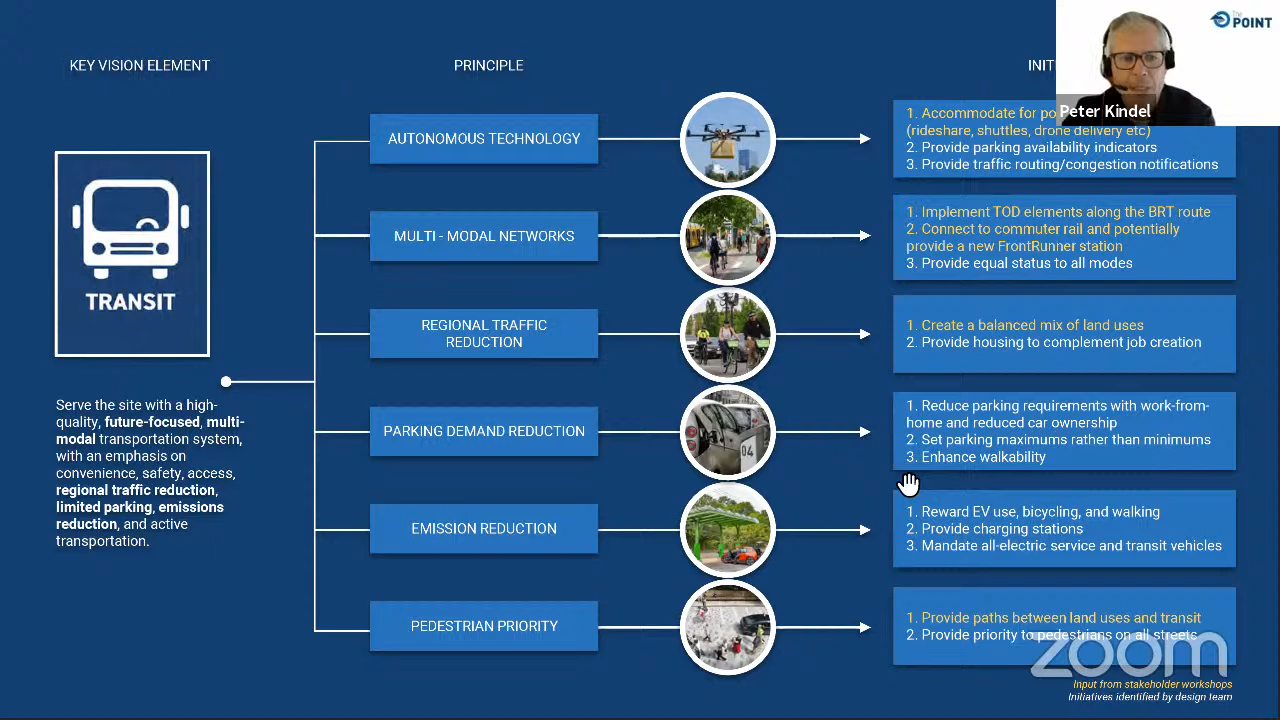 The
POINT
KEY VISION ELEMENT
PRINCIPLE
INITI
Peter Kindel
TRANSIT
Serve the site with a high-
quality, future-focused, multi-
modal transportation system,
with an emphasis on
convenience, safety, access,
regional traffic reduction,
limited parking, emissions
reduction, and active
transportation.
AUTONOMOUS TECHNOLOGY
1. Accommodate for
(rideshare, shuttles, drone delivery etc)
2. Provide parking availability indicators
3. Provide traffic routing/congestion notifications
MULTI - MODAL NETWORKS
1. Implement TOD elements along the BRT route
2. Connect to commuter rail and potentially
provide a new FrontRunner station
3. Provide equal status to all modes
REGIONAL TRAFFIC
REDUCTION
1. Create a balanced mix of land uses
2. Provide housing to complement job creation
PARKING DEMAND REDUCTION
04
1. Reduce parking requirements with work-from-
home and reduced car ownership
2. Set parking maximums rather than minimums
3. Enhance walkability
EMISSION REDUCTION
1. Reward EV use, bicycling, and walking
2. Provide charging stations
3. Mandate all-electric service and transit vehicles
PEDESTRIAN PRIORITY
1. Provide paths between land uses and transit
2. Provide priority to pedestrians on all streets
zoom
Input from stakeholder workshops
Initiatives identified by design team